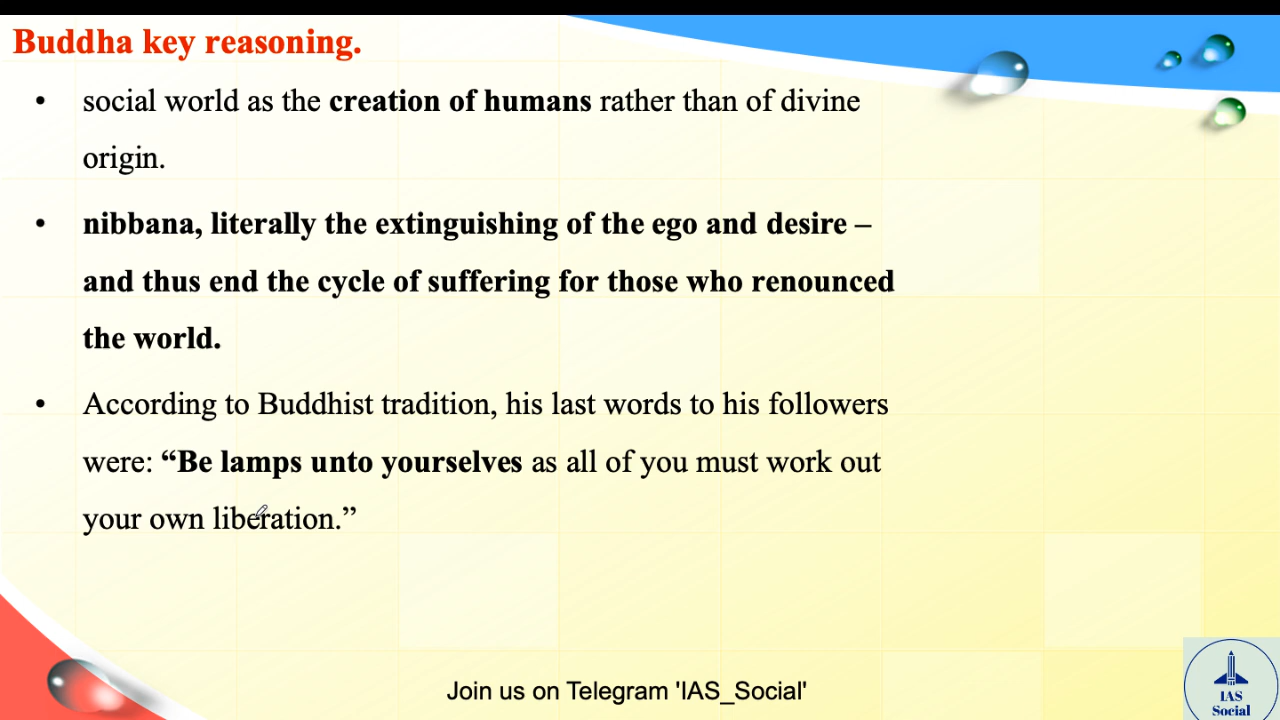 Buddha key reasoning.
• social world as the creation of humans rather than of divine
origin.
• nibbana, literally the extinguishing of the ego and desire –
and thus end the cycle of suffering for those who renounced
the world.
• According to Buddhist tradition, his last words to his followers
were: “Be lamps unto yourselves as all of you must work out
your own liberation.”
Join us on Telegram 'IAS_Social'
IAS
Social